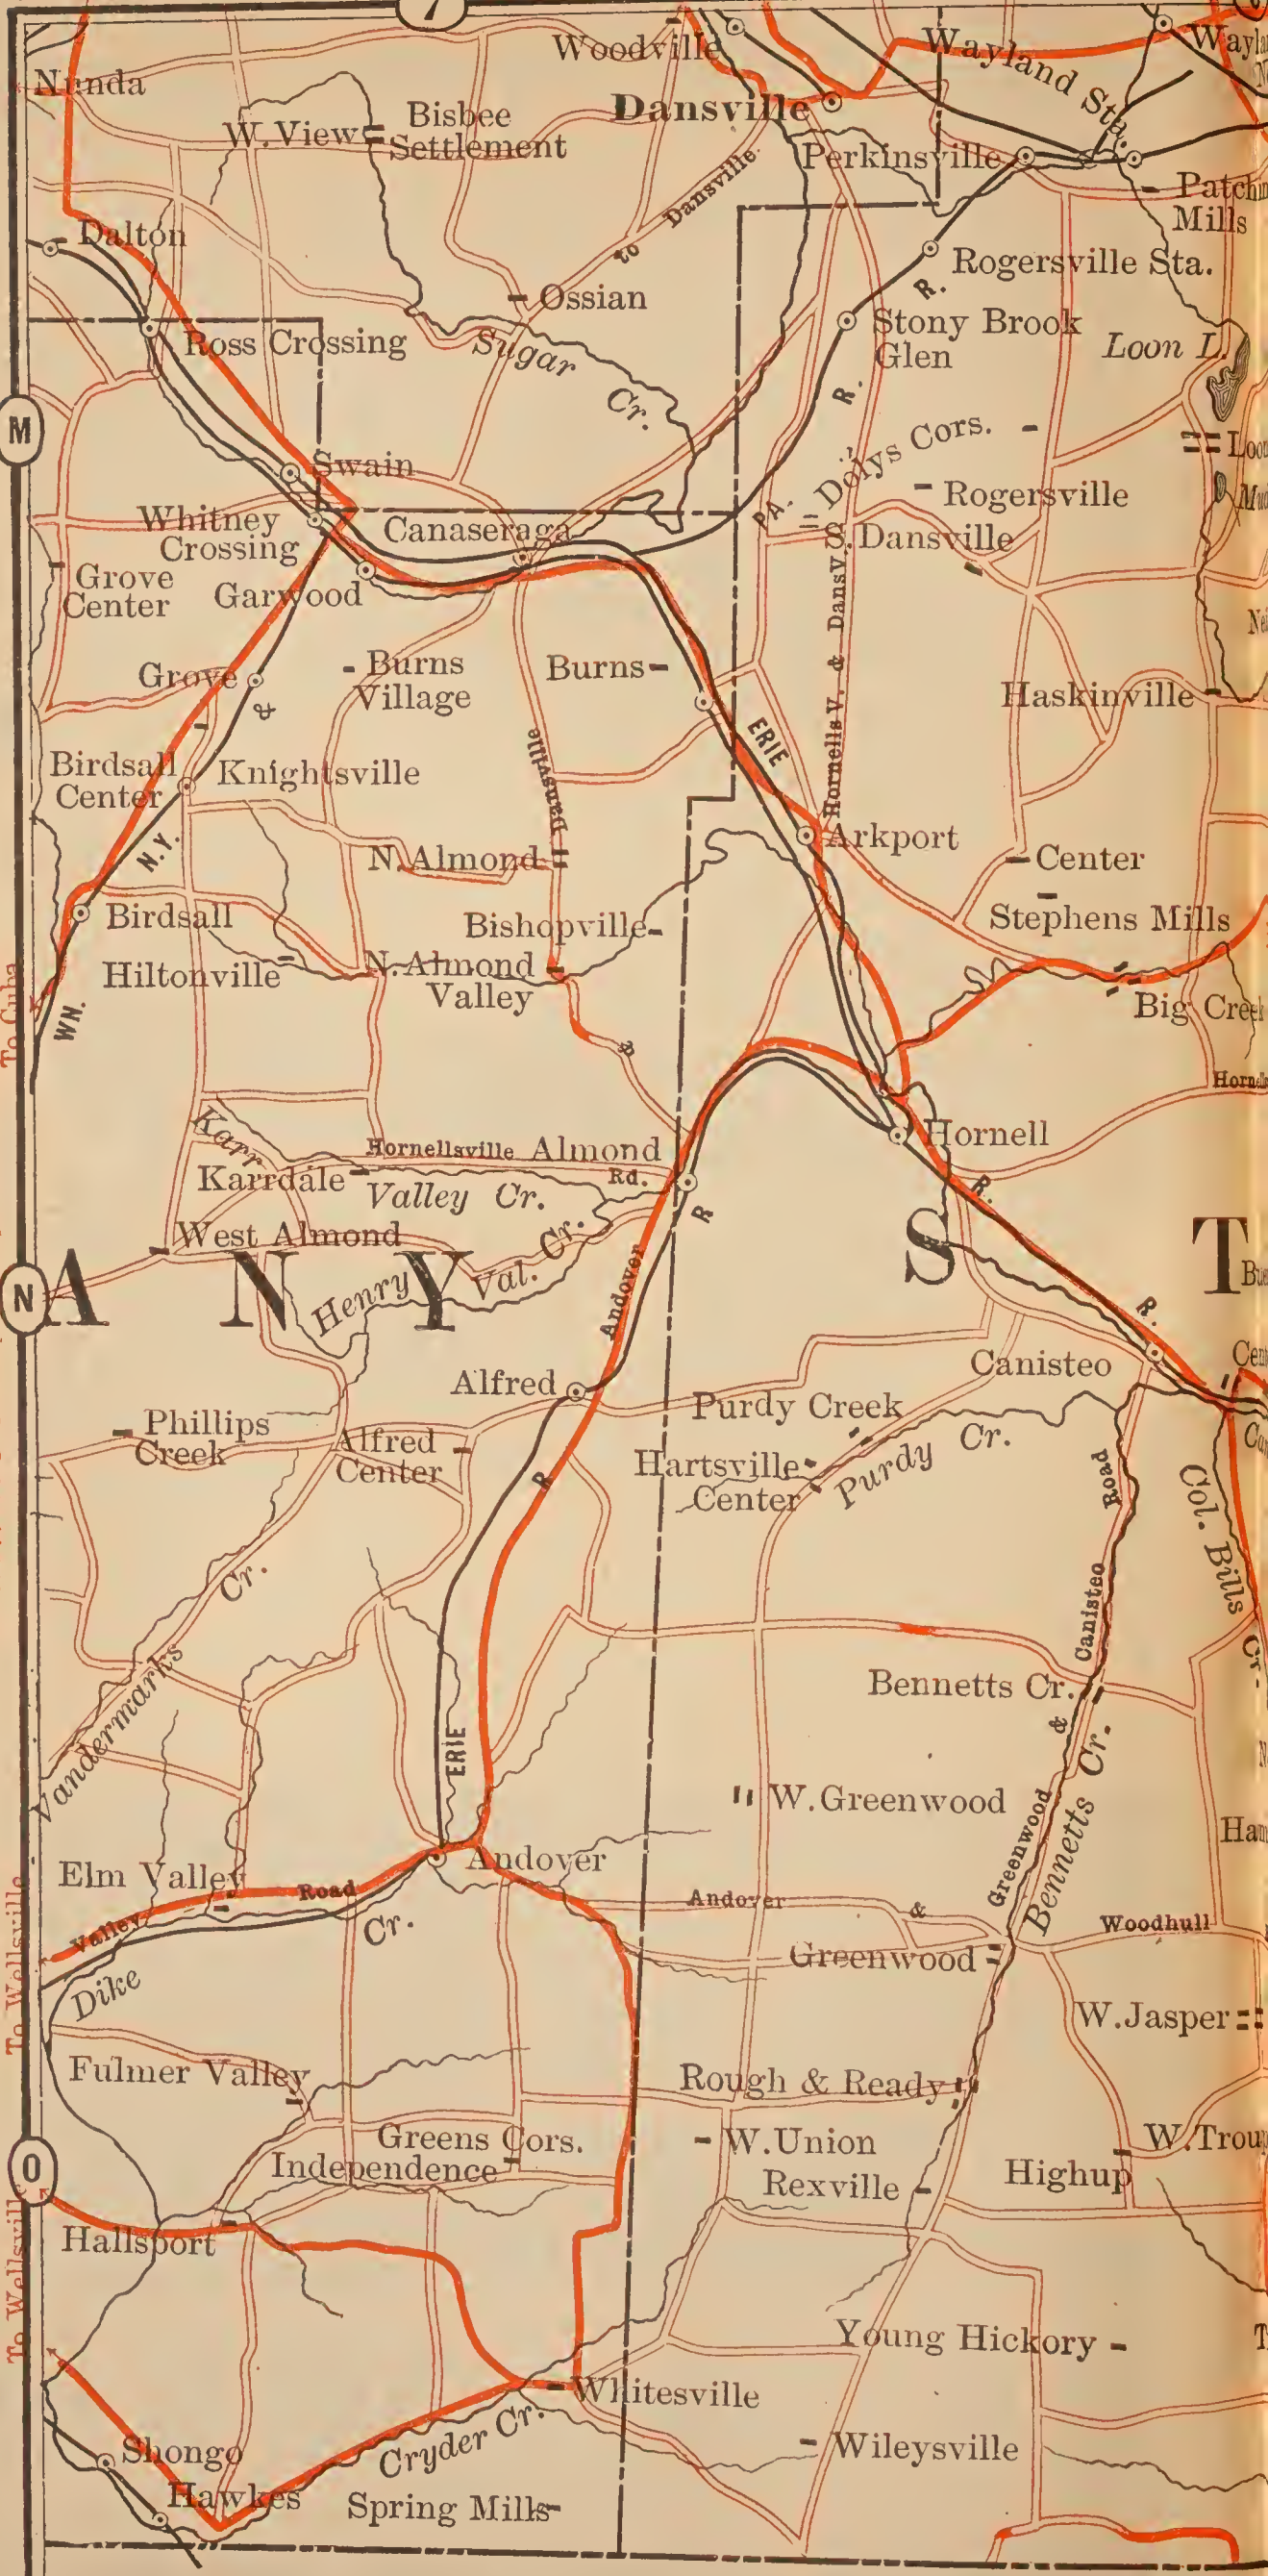 7
Woodville
Wayland Sta.
Nunda
Dansville
Bisbee
Settlement
W. View
Perkinsville
to Dansville
Mills
Dalton
Rogersville Sta.
Ossian
R. R.
Ross Crossing
Stony Brook
Glen
Loon L.
Sugar Cr.
M
Dolys Cors.
Swain
Rogersville
PA.
Whitney
Crossing
Canaseraga
S. Dansville
Grove
Center
Garwood
Grove
&
Burns
Village
Burns
Haskinville
ERIE
Hornellsv. & Dansv.
Birdsall
Center
Knightsville
Dansville
N.Y.
N. Almond
Arkport
Center
Birdsall
Bishopville
Stephens Mills
Hiltonville
N. Almond
Valley
To Cuba
WN.
&
Big Creek
Karr
Hornellsville Almond
Rd.
Hornell
Karrdale
Valley Cr.
R
R.
West Almond
Henry Val. Cr.
Andover
N
A N Y
S T
R.
Canisteo
Alfred
Purdy Creek
Phillips
Creek
Alfred
Center
R
Hartsville
Center
Purdy Cr.
Road
Col. Bills Cr.
Cr.
Canisteo
Vandermarks
Bennetts Cr.
&
ERIE
W. Greenwood
Greenwood
Bennetts Cr.
Andover
Elm Valley
Road
Andover &
Woodhull
Valley
Cr.
Greenwood
To Wellsville
Dike
W. Jasper
Fulmer Valley
Rough & Ready
Greens Cors.
W. Union
Independence
O
Rexville
Highup
Hallsport
To Wellsville
Young Hickory
Whitesville
Cryder Cr.
Wileysville
Shongo
Hawkes
Spring Mills